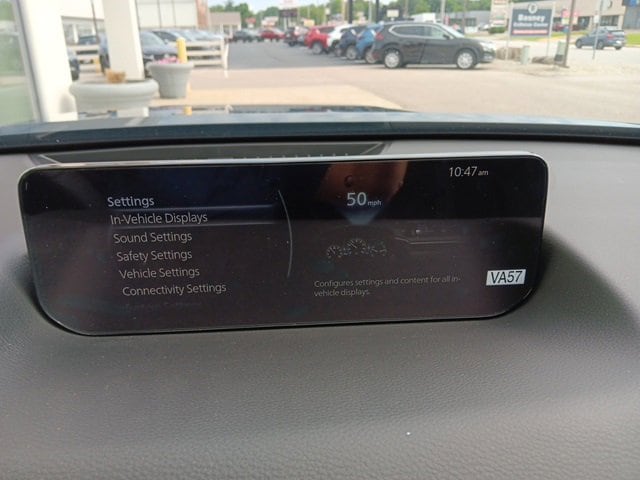 Settings
In-Vehicle Displays
Sound Settings
Safety Settings
Vehicle Settings
Connectivity Settings
50 mph
10:47 am
Configures settings and content for all in-
vehicle displays.
VA57